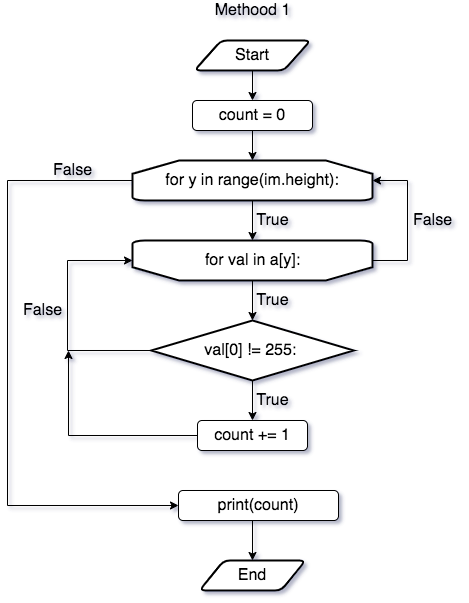 Methood 1
Start
count = 0
False
for y in range(im.height):
True
False
for val in a[y]:
True
False
val[0] != 255:
True
count += 1
print(count)
End